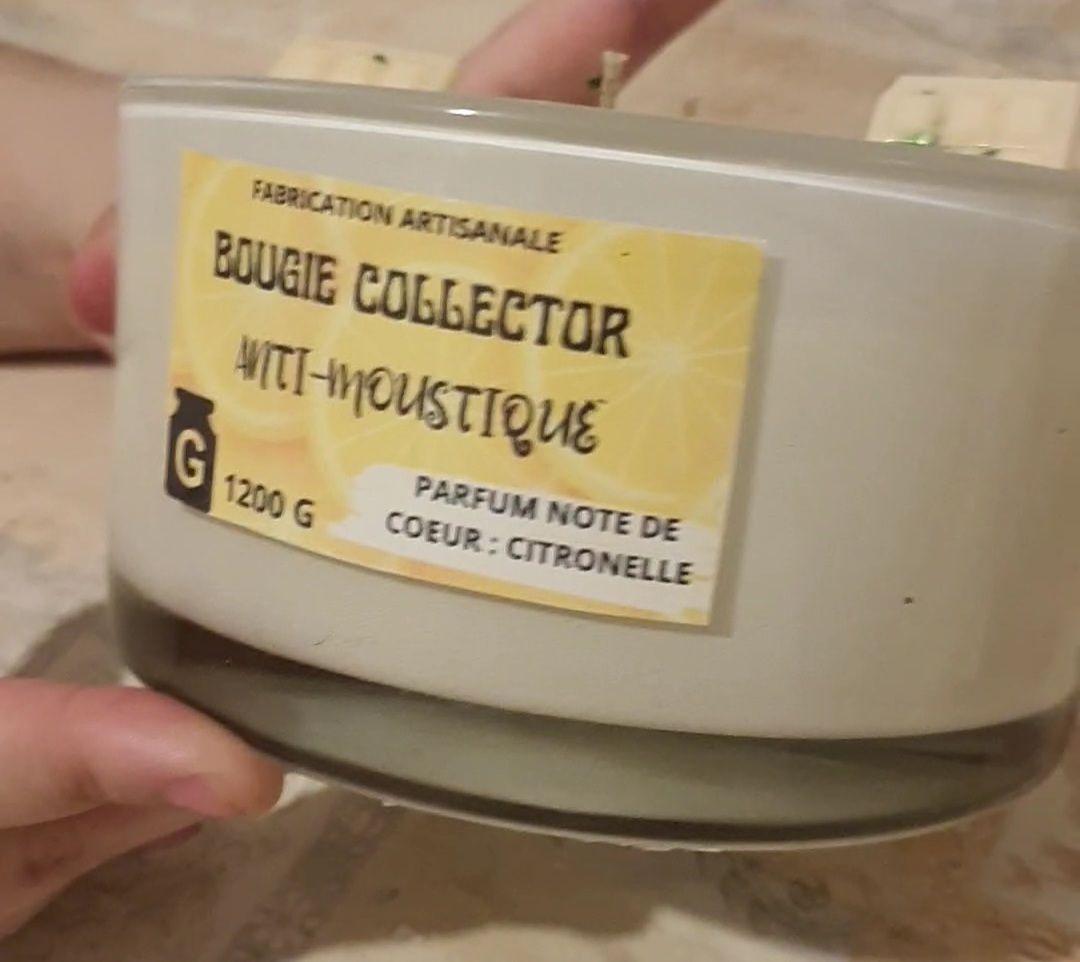 FABRICATION ARTISANALE
BOUGIE COLLECTOR
ANTI-MOUSTIQUE
G
1200 G
PARFUM NOTE DE
COEUR : CITRONELLE